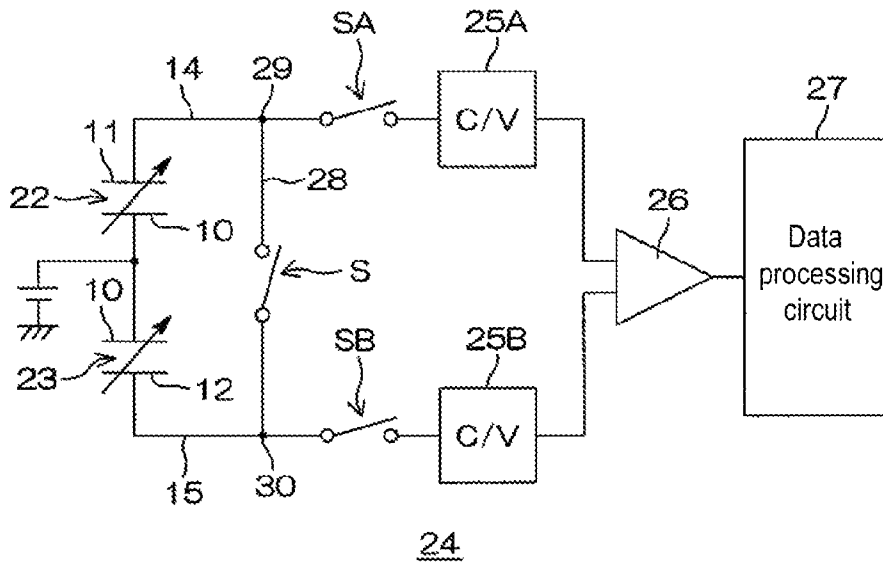 SA
25A
14
29
27
C/V
11
28
26
22
10
S
Data
processing
circuit
10
SB
25B
23
12
C/V
15
30
24